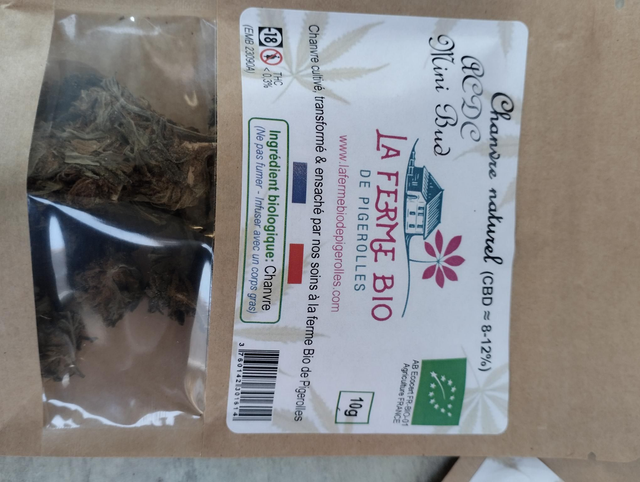 Chanvre naturel (CBD ≈ 8-12%)
ACDC
Mini Bud
LA FERME BIO
DE PIGEROLLES
www.lafermebiodepigerolles.com
AB Ecocert FR-BIO-01
Agriculture FRANCE
10g
Chanvre cultivé, transformé & ensaché par nos soins à la ferme Bio de Pigerolles
-18
THC
<0.3%
(EMB 23090A)
Ingrédient biologique: Chanvre
(Ne pas fumer - Infuser avec un corps gras)